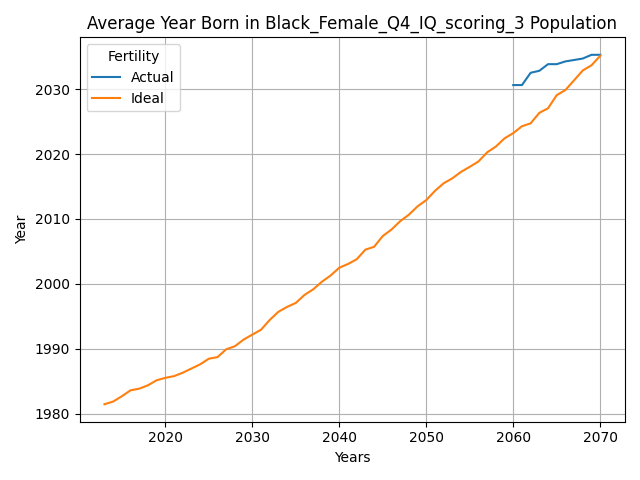 Average Year Born in Black_Female_Q4_IQ_scoring_3 Population
Fertility
Actual
Ideal
2030
2020
2010
2000
1990
1980
Year
2020 2030 2040 2050 2060 2070
Years